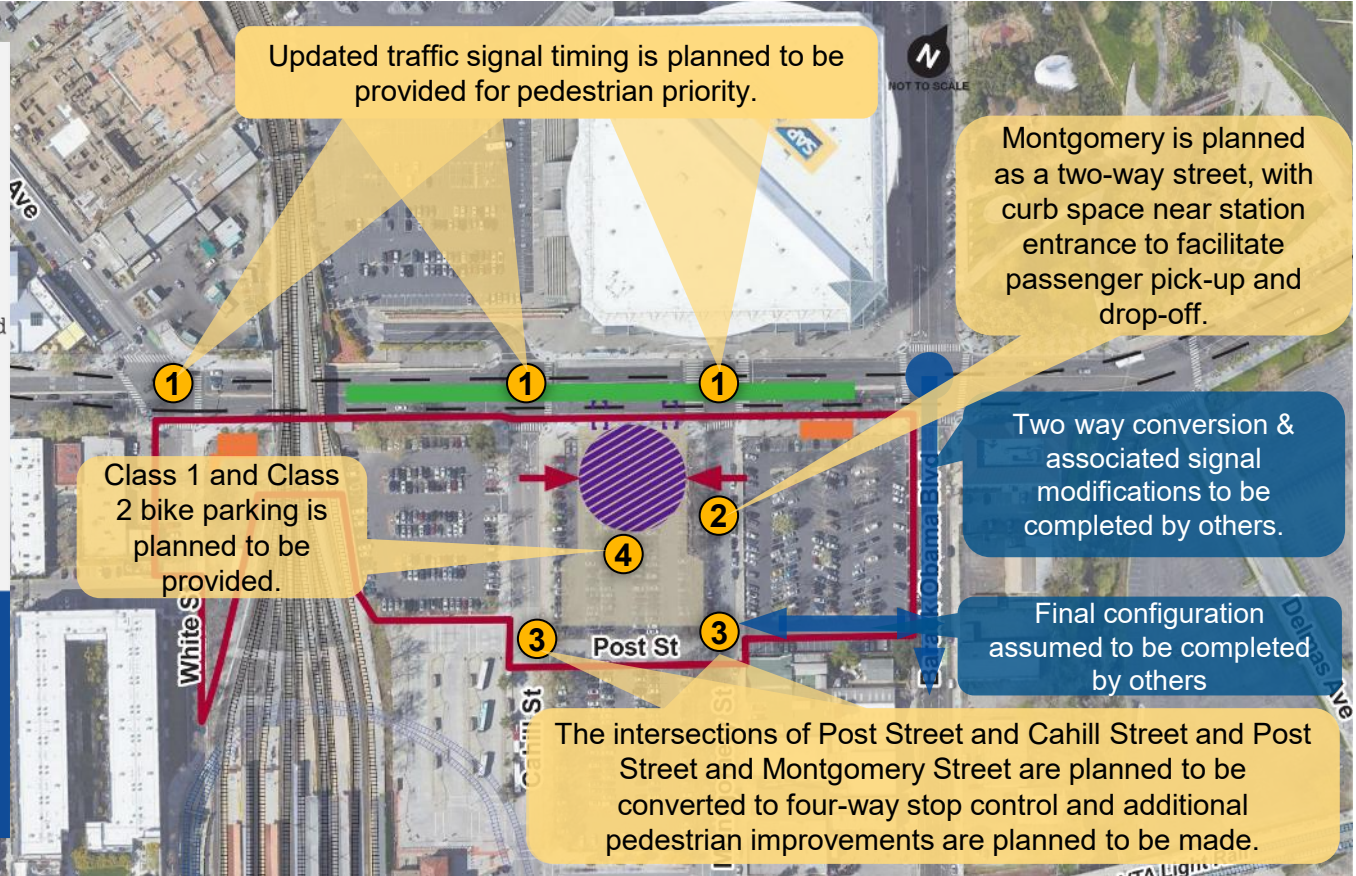 Updated traffic signal timing is planned to be
provided for pedestrian priority.
N
NOT TO SCALE
SAP
Montgomery is planned
as a two-way street, with
curb space near station
entrance to facilitate
passenger pick-up and
drop-off.
Ave
d
1
1
1
Two way conversion &
associated signal
modifications to be
completed by others.
Class 1 and Class
2 bike parking is
planned to be
provided.
2
4
3
3
Post St
White St
Cahill St
Blvd
Final configuration
assumed to be completed
by others
Delmas Ave
The intersections of Post Street and Cahill Street and Post
Street and Montgomery Street are planned to be
converted to four-way stop control and additional
pedestrian improvements are planned to be made.
VTA Light Rail